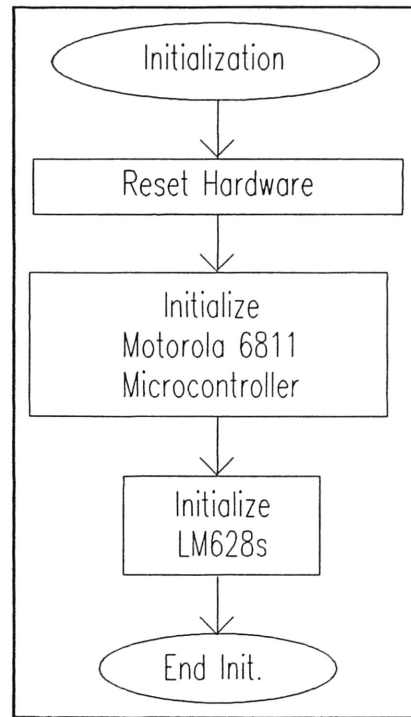 Initialization
Reset Hardware
Initialize
Motorola 6811
Microcontroller
Initialize
LM628s
End Init.